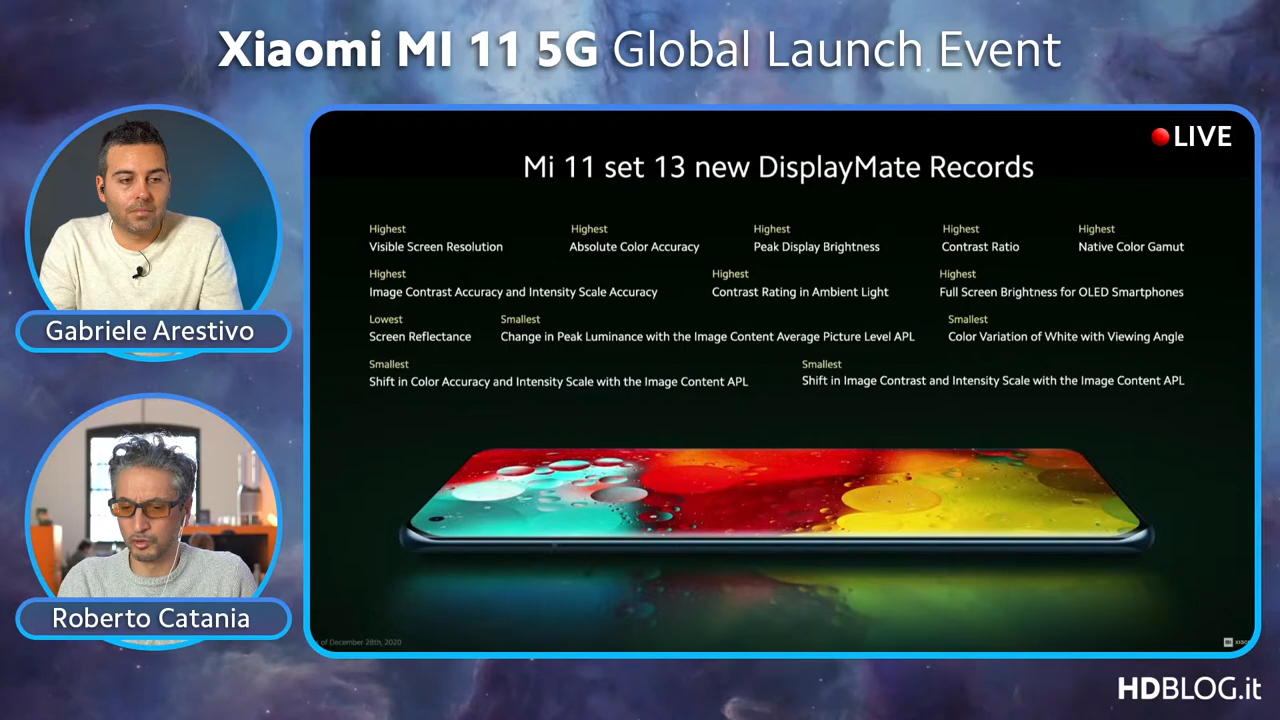 Xiaomi MI 11 5G Global Launch Event
LIVE
Mi 11 set 13 new DisplayMate Records
Highest Highest Highest Highest Highest
Visible Screen Resolution Absolute Color Accuracy Peak Display Brightness Contrast Ratio Native Color Gamut
Highest Highest Highest
Image Contrast Accuracy and Intensity Scale Accuracy Contrast Rating in Ambient Light Full Screen Brightness for OLED Smartphones
Lowest Smallest Smallest
Screen Reflectance Change in Peak Luminance with the Image Content Average Picture Level APL Color Variation of White with Viewing Angle
Smallest Smallest
Shift in Color Accuracy and Intensity Scale with the Image Content APL Shift in Image Contrast and Intensity Scale with the Image Content APL
Gabriele Arestivo
Roberto Catania
of December 28th, 2020
HDBLOG.it